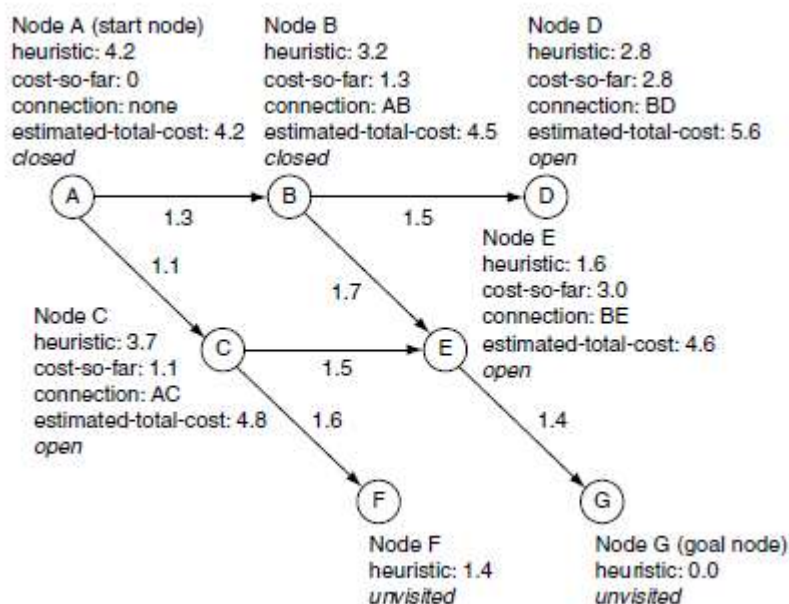 Node A (start node)
heuristic: 4.2
cost-so-far: 0
connection: none
estimated-total-cost: 4.2
closed
Node B
heuristic: 3.2
cost-so-far: 1.3
connection: AB
estimated-total-cost: 4.5
closed
Node D
heuristic: 2.8
cost-so-far: 2.8
connection: BD
estimated-total-cost: 5.6
open
A
1.3
B
1.5
D
1.1
1.7
Node E
heuristic: 1.6
cost-so-far: 3.0
connection: BE
estimated-total-cost: 4.6
open
Node C
heuristic: 3.7
cost-so-far: 1.1
connection: AC
estimated-total-cost: 4.8
open
C
1.5
E
1.6
1.4
F
G
Node F
heuristic: 1.4
unvisited
Node G (goal node)
heuristic: 0.0
unvisited